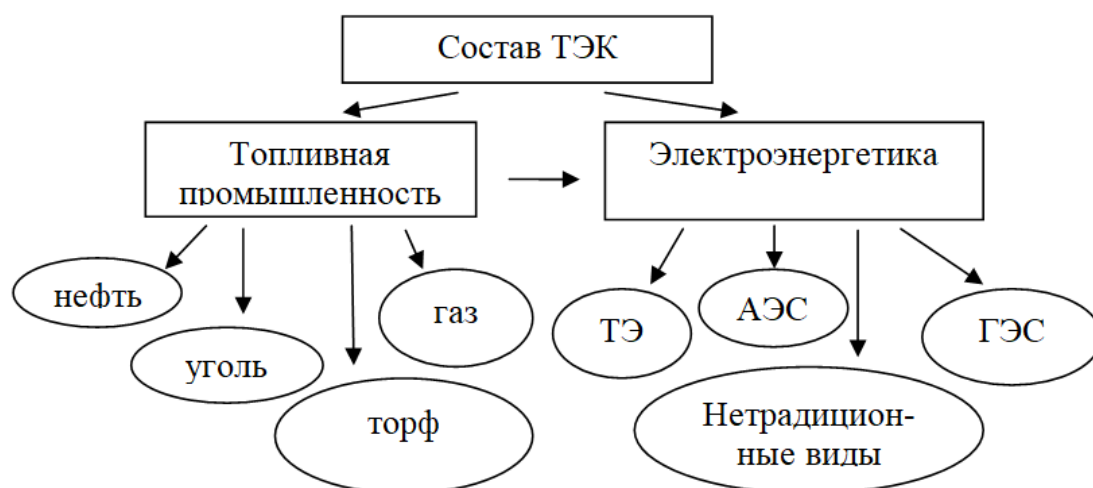 Состав ТЭК
Топливная
промышленность
Электроэнергетика
нефть
уголь
торф
газ
ТЭ
АЭС
Нетрадицион-
ные виды
ГЭС